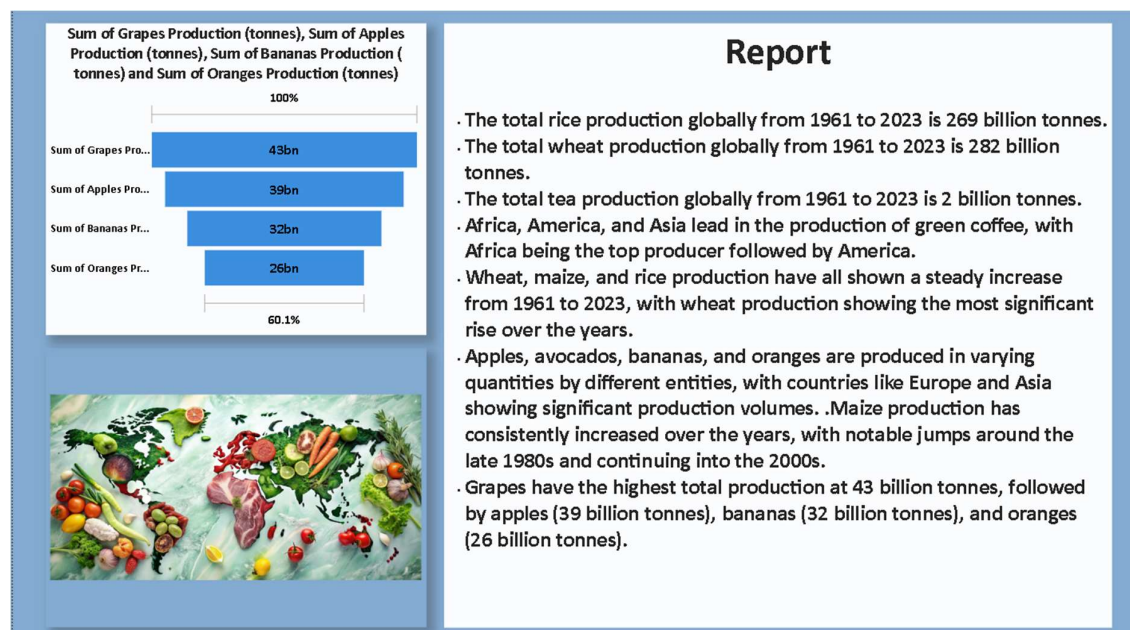 Sum of Grapes Production (tonnes), Sum of Apples
Production (tonnes), Sum of Bananas Production (
tonnes) and Sum of Oranges Production (tonnes)
100%
Sum of Grapes Pro...
43bn
Sum of Apples Pro...
39bn
Sum of Bananas Pr...
32bn
Sum of Oranges Pr...
26bn
60.1%
Report
· The total rice production globally from 1961 to 2023 is 269 billion tonnes.
· The total wheat production globally from 1961 to 2023 is 282 billion
tonnes.
· The total tea production globally from 1961 to 2023 is 2 billion tonnes.
· Africa, America, and Asia lead in the production of green coffee, with
Africa being the top producer followed by America.
· Wheat, maize, and rice production have all shown a steady increase
from 1961 to 2023, with wheat production showing the most significant
rise over the years.
· Apples, avocados, bananas, and oranges are produced in varying
quantities by different entities, with countries like Europe and Asia
showing significant production volumes. .Maize production has
consistently increased over the years, with notable jumps around the
late 1980s and continuing into the 2000s.
· Grapes have the highest total production at 43 billion tonnes, followed
by apples (39 billion tonnes), bananas (32 billion tonnes), and oranges
(26 billion tonnes).